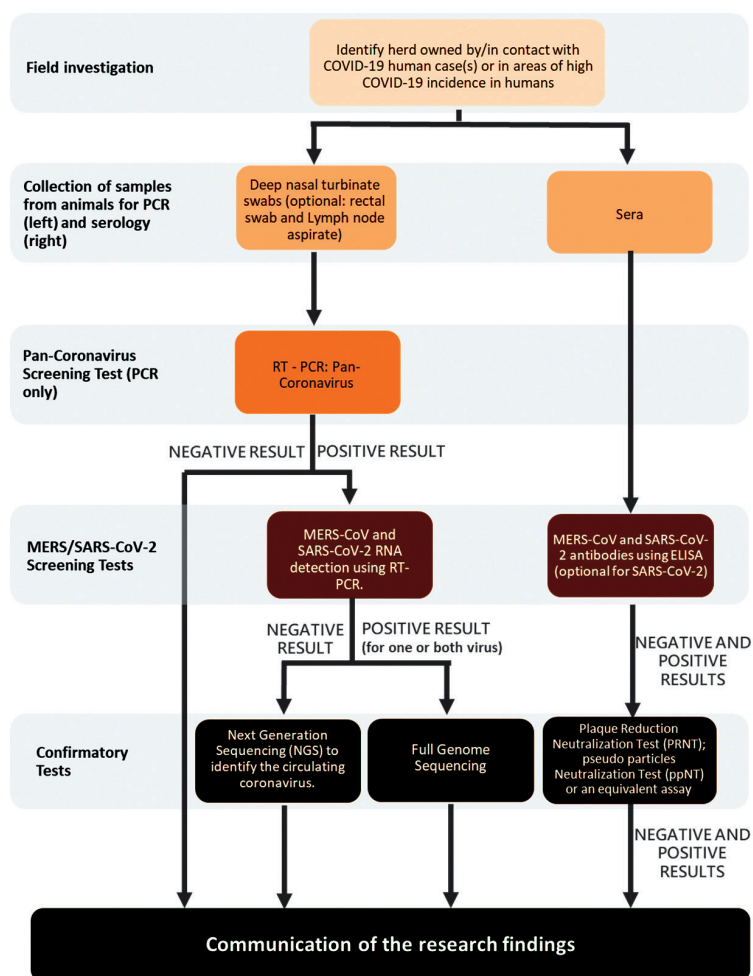 Field investigation
Identify herd owned by/in contact with
COVID-19 human case(s) or in areas of high
COVID-19 incidence in humans
Collection of samples
from animals for PCR
(left) and serology
(right)
Deep nasal turbinate
swabs (optional: rectal
swab and Lymph node
aspirate)
Sera
Pan-Coronavirus
Screening Test (PCR
only)
RT - PCR: Pan-
Coronavirus
NEGATIVE RESULT
POSITIVE RESULT
MERS/SARS-CoV-2
Screening Tests
MERS-CoV and
SARS-CoV-2 RNA
detection using RT-
PCR.
MERS-CoV and SARS-CoV-
2 antibodies using ELISA
(optional for SARS-CoV-2)
NEGATIVE
RESULT
POSITIVE RESULT
(for one or both virus)
NEGATIVE AND
POSITIVE
RESULTS
Confirmatory
Tests
Next Generation
Sequencing (NGS) to
identify the circulating
coronavirus.
Full Genome
Sequencing
Plaque Reduction
Neutralization Test (PRNT);
pseudo particles
Neutralization Test (ppNT)
or an equivalent assay
NEGATIVE AND
POSITIVE
RESULTS
Communication of the research findings